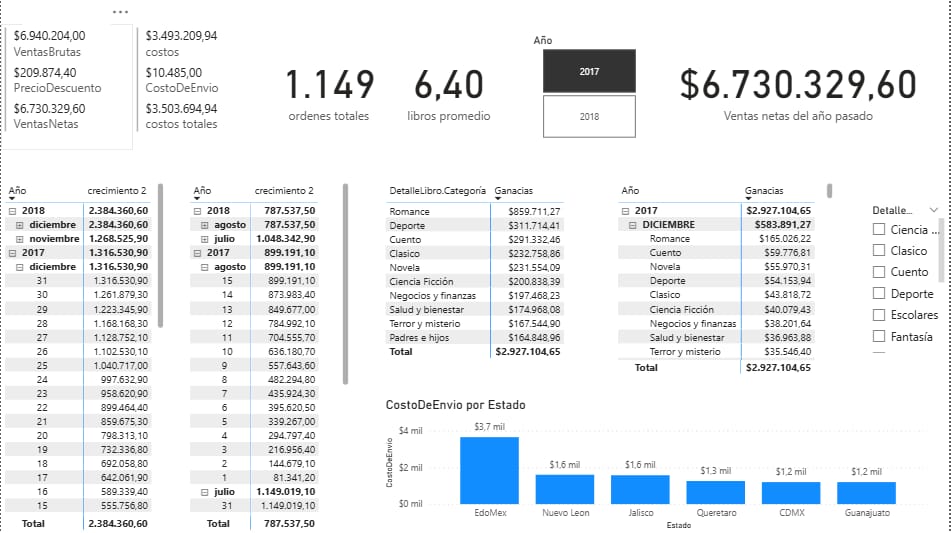 $6.940.204,00
VentasBrutas
$209.874,40
PrecioDescuento
$6.730.329,60
VentasNetas
$3.493.209,94
costos
$10.485,00
CostoDeEnvio
$3.503.694,94
costos totales
1.149
ordenes totales
6,40
libros promedio
Año
2017
2018
$6.730.329,60
Ventas netas del año pasado
Año crecimiento 2
2018 2.384.360,60
diciembre 2.384.360,60
noviembre 1.268.525,90
2017 1.316.530,90
diciembre 1.316.530,90
31 1.316.530,90
30 1.261.879,30
29 1.223.345,90
28 1.168.168,30
27 1.128.752,10
26 1.102.530,10
25 1.040.717,00
24 997.632,90
23 958.620,90
22 899.464,40
21 859.675,30
20 798.313,10
19 732.336,80
18 692.058,80
17 642.061,90
16 589.339,40
15 555.756,80
Total 2.384.360,60
Año crecimiento 2
2018 787.537,50
agosto 787.537,50
julio 1.048.342,90
2017 899.191,10
agosto 899.191,10
15 899.191,10
14 873.983,40
13 849.677,00
12 784.992,10
11 704.555,70
10 636.180,70
9 557.643,60
8 482.294,80
7 435.924,30
6 395.620,50
5 339.267,00
4 294.797,40
3 216.956,40
2 144.679,10
1 81.341,20
julio 1.149.019,10
31 1.149.019,10
Total 787.537,50
DetalleLibro.Categoría Ganacias
Romance $859.711,27
Deporte $311.714,41
Cuento $291.332,46
Clasico $232.758,86
Novela $231.554,09
Ciencia Ficción $200.838,39
Negocios y finanzas $197.468,23
Salud y bienestar $174.968,08
Terror y misterio $167.544,90
Padres e hijos $164.848,96
Total $2.927.104,65
Año Ganacias
2017 $2.927.104,65
DICIEMBRE $583.891,27
Romance $165.026,22
Cuento $59.776,81
Novela $55.970,31
Deporte $54.153,94
Clasico $43.818,72
Ciencia Ficción $40.079,43
Negocios y finanzas $38.201,64
Salud y bienestar $36.963,88
Terror y misterio $35.546,40
Total $2.927.104,65
Detalle...
Ciencia ...
Clasico
Cuento
Deporte
Escolares
Fantasía
CostoDeEnvio por Estado
CostoDeEnvio
$4 mil
$2 mil
$0 mil
$3,7 mil
$1,6 mil
$1,6 mil
$1,3 mil
$1,2 mil
$1,2 mil
EdoMex
Nuevo Leon
Jalisco
Queretaro
CDMX
Guanajuato
Estado